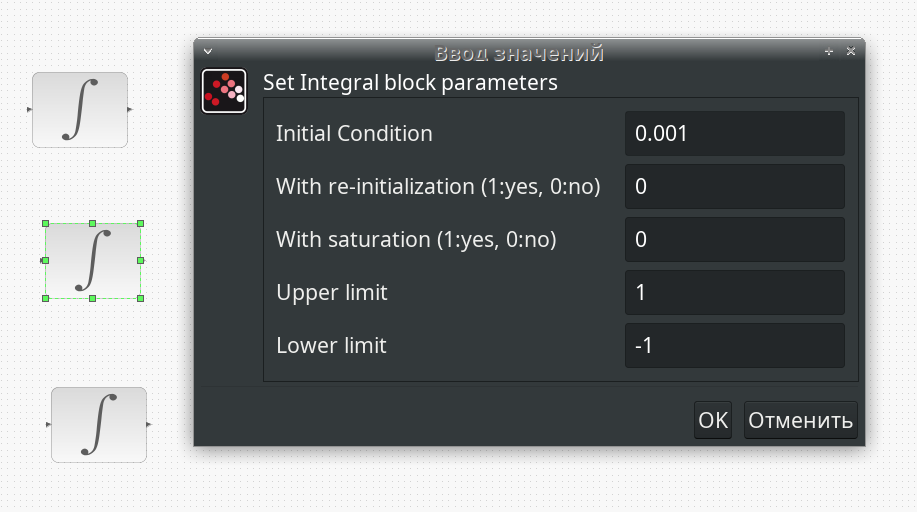 Ввод значений
Set Integral block parameters
Initial Condition 0.001
With re-initialization (1:yes, 0:no) 0
With saturation (1:yes, 0:no) 0
Upper limit 1
Lower limit -1
OK Отменить
∫
∫
∫